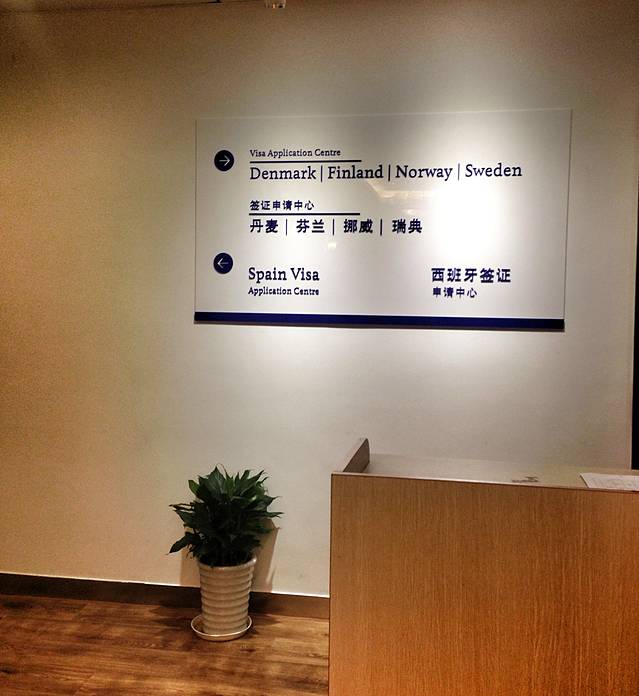 Visa Application Centre
Denmark | Finland | Norway | Sweden
签证申请中心
丹麦 | 芬兰 | 挪威 | 瑞典
Spain Visa 西班牙签证
Application Centre 申请中心